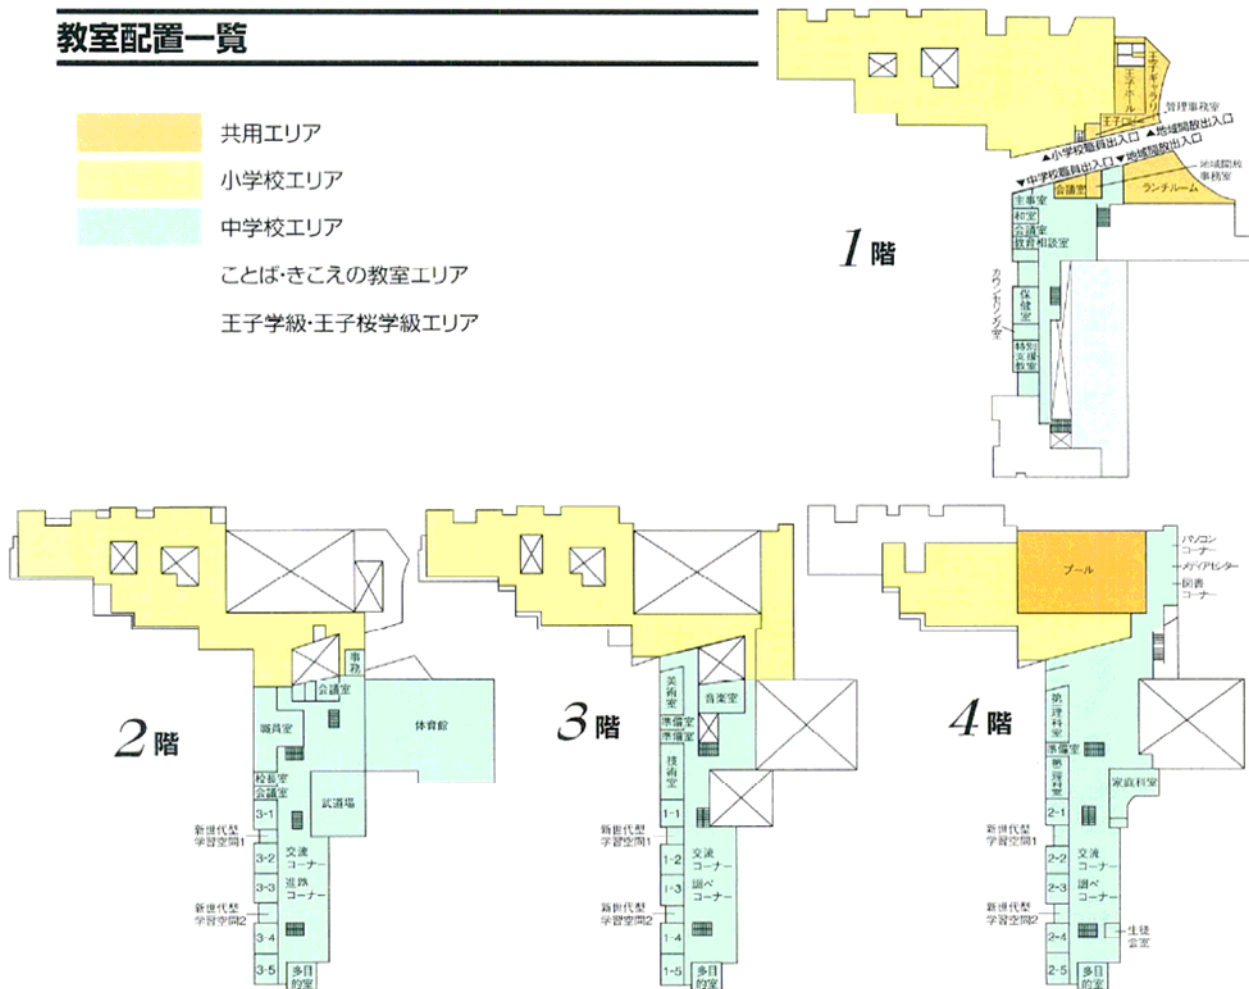 教室配置一覧
共用エリア
小学校エリア
中学校エリア
ことば・きこえの教室エリア
王子学級・王子桜学級エリア
1階
王子ギャラリー
王子ホール
王子ロビー
管理事務室
▲小学校職員出入口
▲地域開放出入口
▼中学校職員出入口
▼地域開放出入口
地域開放
事務室
会議室
ランチルーム
主事室
和室
会議室
教育相談室
カウンセリング室
保健室
特別
支援
教室
2階
事務
会議室
職員室
体育館
校長室
会議室
武道場
3-1
新世代型
学習空間1
3-2
交流
コーナー
3-3
進路
コーナー
新世代型
学習空間2
3-4
3-5
多目
的室
3階
美術室
音楽室
準備室
準備室
技術室
1-1
新世代型
学習空間1
1-2
交流
コーナー
1-3
調べ
コーナー
新世代型
学習空間2
1-4
1-5
多目
的室
4階
プール
パソコン
コーナー
メディアセンター
図書
コーナー
第二理科室
準備室
第一理科室
家庭科室
2-1
新世代型
学習空間1
2-2
交流
コーナー
2-3
調べ
コーナー
新世代型
学習空間2
2-4
生徒
会室
2-5
多目
的室